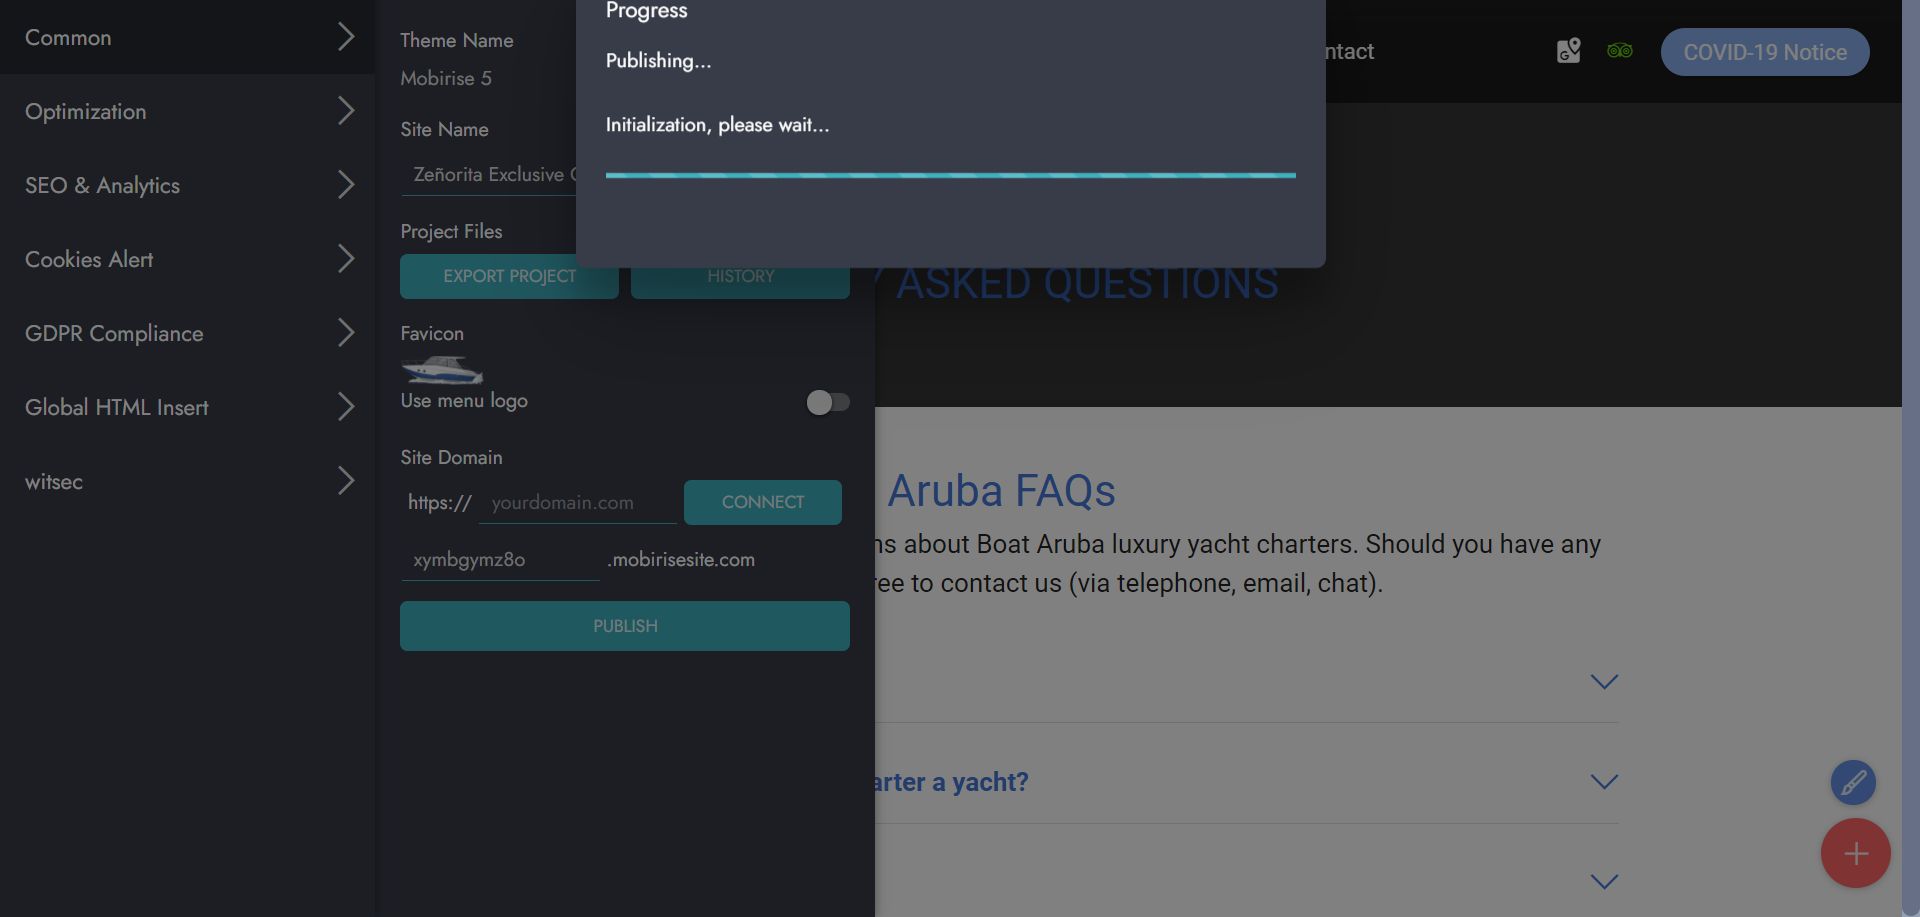 Common
Optimization
SEO & Analytics
Cookies Alert
GDPR Compliance
Global HTML Insert
witsec
Theme Name
Mobirise 5
Site Name
Zeñorita Exclusive
Project Files
EXPORT PROJECT
HISTORY
Favicon
Use menu logo
Site Domain
https:// yourdomain.com CONNECT
xymbgymz8o .mobirisesite.com
PUBLISH
Progress
Publishing...
Initialization, please wait...
ntact
COVID-19 Notice
ASKED QUESTIONS
Aruba FAQs
ns about Boat Aruba luxury yacht charters. Should you have any
ree to contact us (via telephone, email, chat).
arter a yacht?